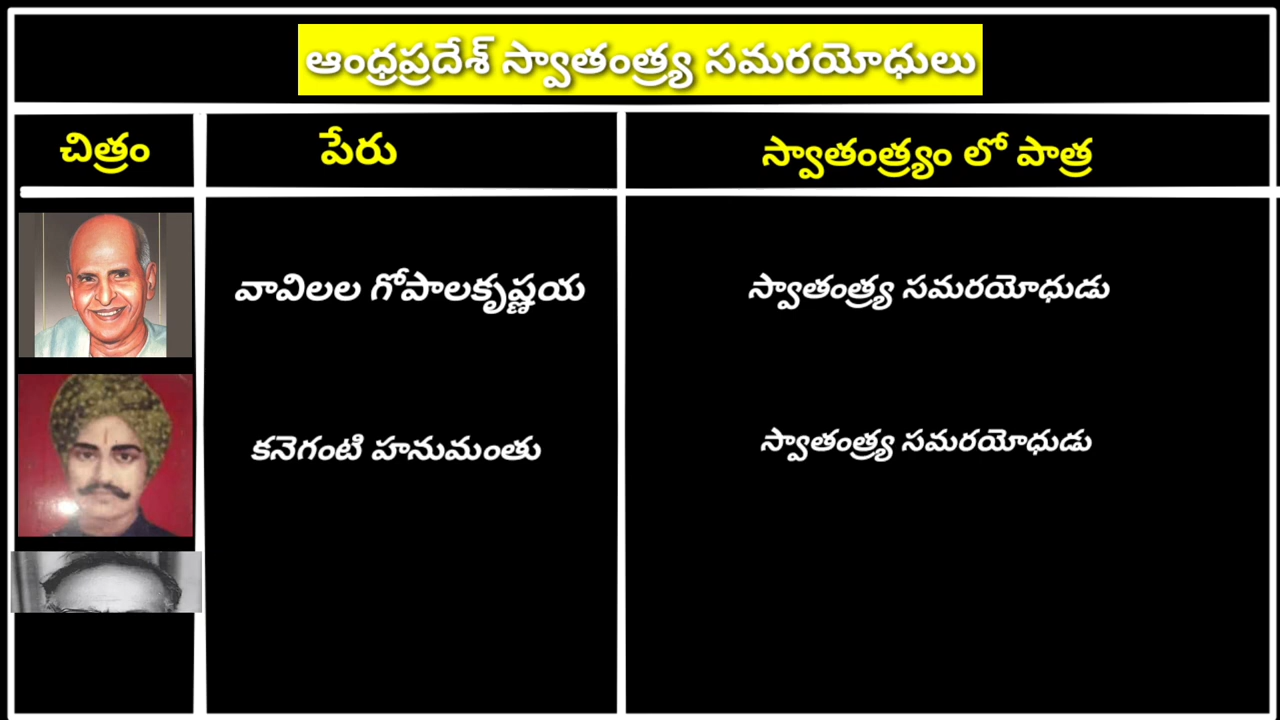 ఆంధ్రప్రదేశ్ స్వాతంత్ర్య సమరయోధులు
చిత్రం పేరు స్వాతంత్ర్యం లో పాత్ర
వావిలల గోపాలకృష్ణయ స్వాతంత్ర్య సమరయోధుడు
కనెగంటి హనుమంతు స్వాతంత్ర్య సమరయోధుడు